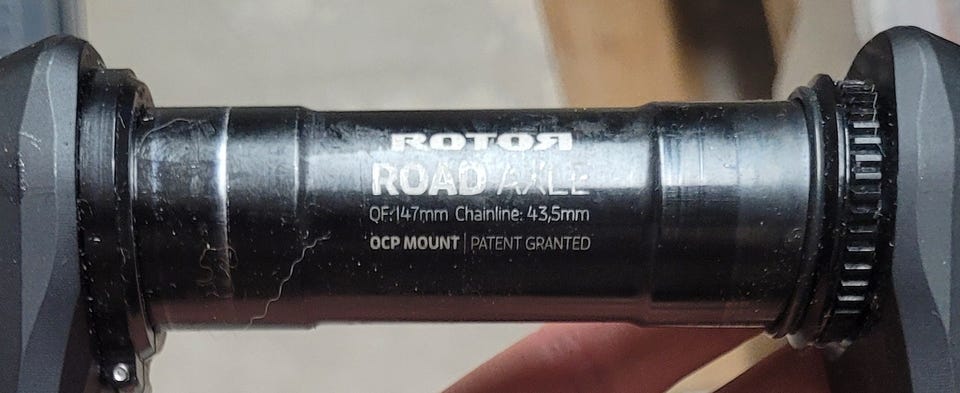 ROTOR
ROAD AXLE
QF:147mm Chainline: 43,5mm
OCP MOUNT | PATENT GRANTED